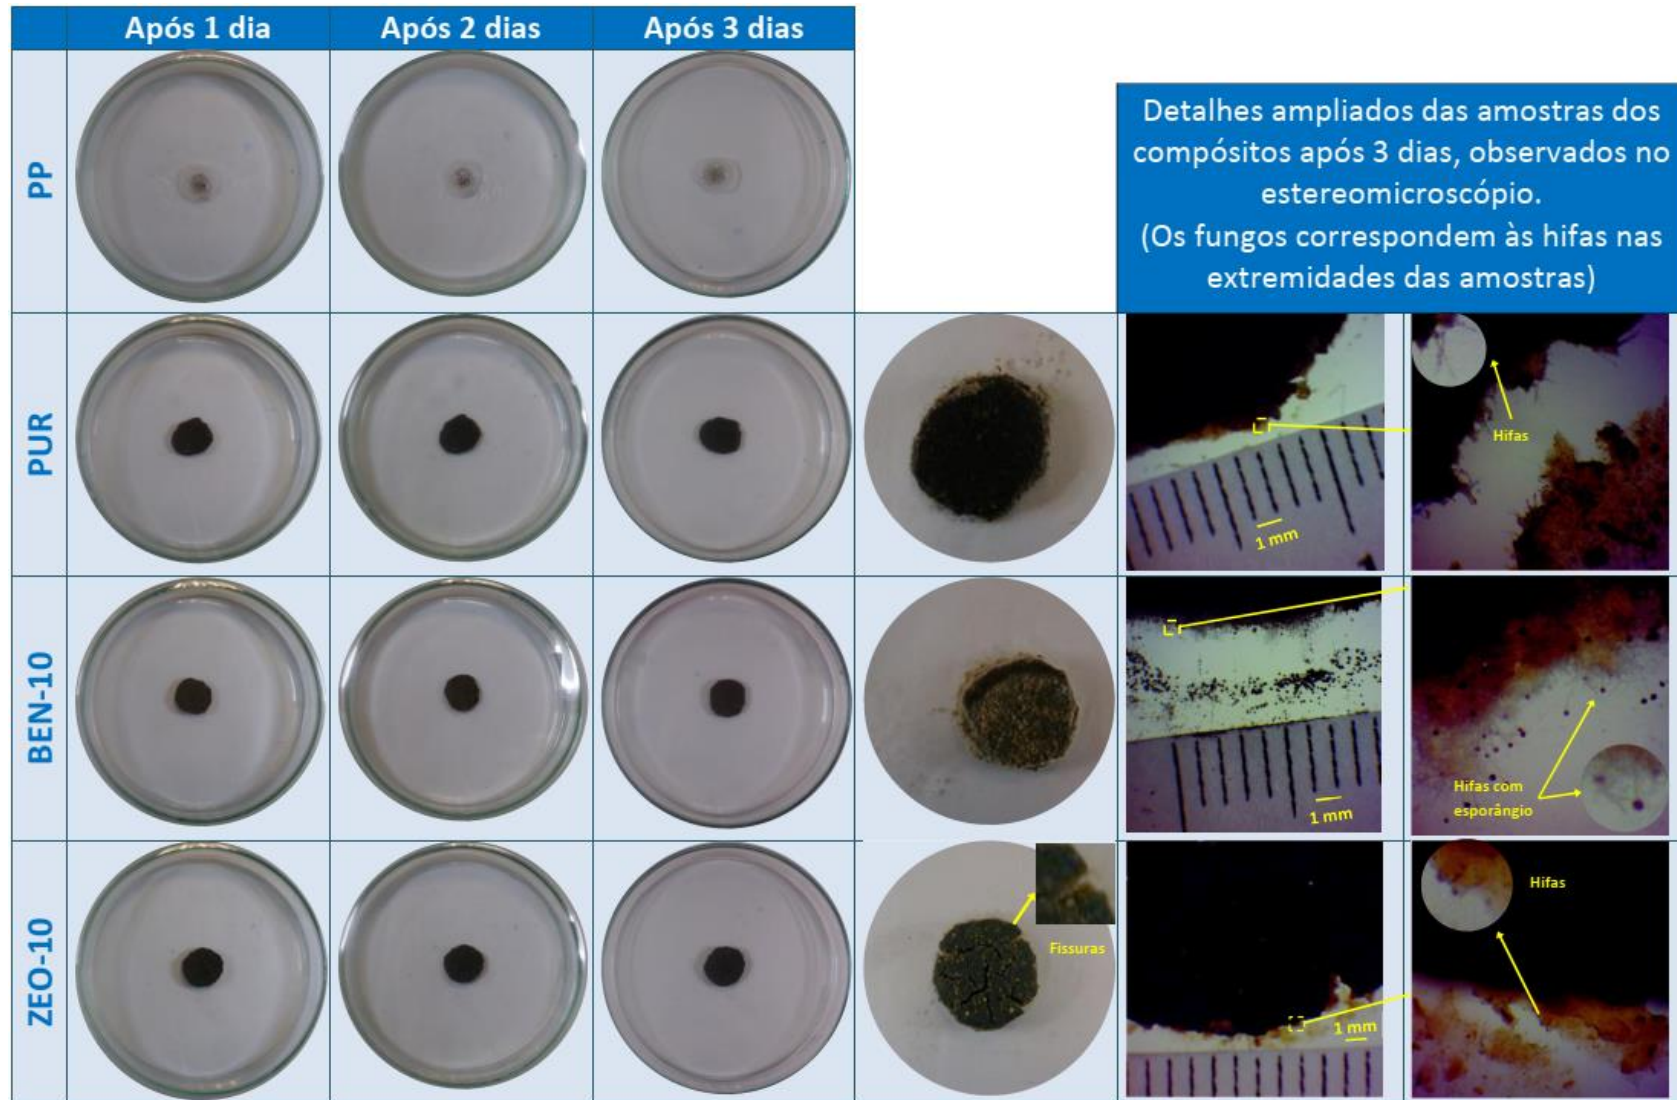 Após 1 dia
Após 2 dias
Após 3 dias
PP
Detalhes ampliados das amostras dos
compósitos após 3 dias, observados no
estereomicroscópio.
(Os fungos correspondem às hifas nas
extremidades das amostras)
PUR
1 mm
Hifas
BEN-10
1 mm
Hifas com
esporângio
ZEO-10
Fissuras
1 mm
Hifas